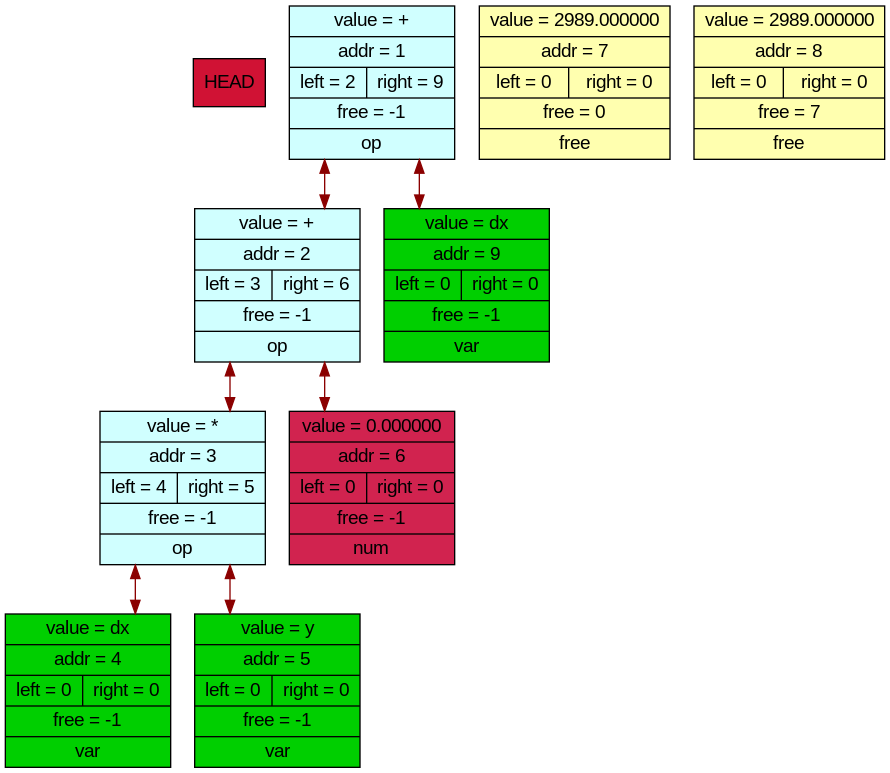 HEAD
value = +
addr = 1
left = 2 right = 9
free = -1
op
value = 2989.000000
addr = 7
left = 0 right = 0
free = 0
free
value = 2989.000000
addr = 8
left = 0 right = 0
free = 7
free
value = +
addr = 2
left = 3 right = 6
free = -1
op
value = dx
addr = 9
left = 0 right = 0
free = -1
var
value = *
addr = 3
left = 4 right = 5
free = -1
op
value = 0.000000
addr = 6
left = 0 right = 0
free = -1
num
value = dx
addr = 4
left = 0 right = 0
free = -1
var
value = y
addr = 5
left = 0 right = 0
free = -1
var